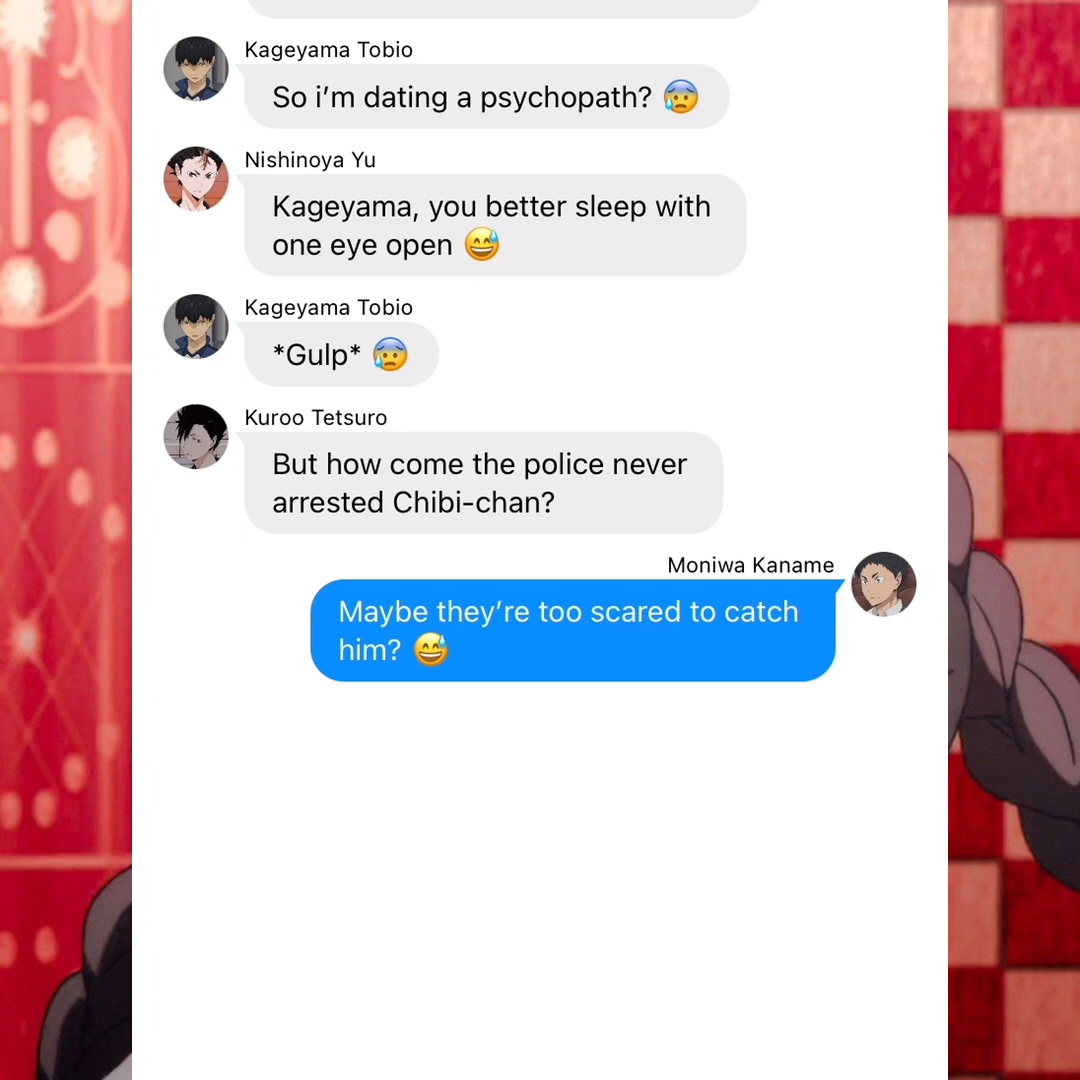 Kageyama Tobio
So i’m dating a psychopath? 😰
Nishinoya Yu
Kageyama, you better sleep with
one eye open 😅
Kageyama Tobio
*Gulp* 😰
Kuroo Tetsuro
But how come the police never
arrested Chibi-chan?
Moniwa Kaname
Maybe they’re too scared to catch
him? 😅